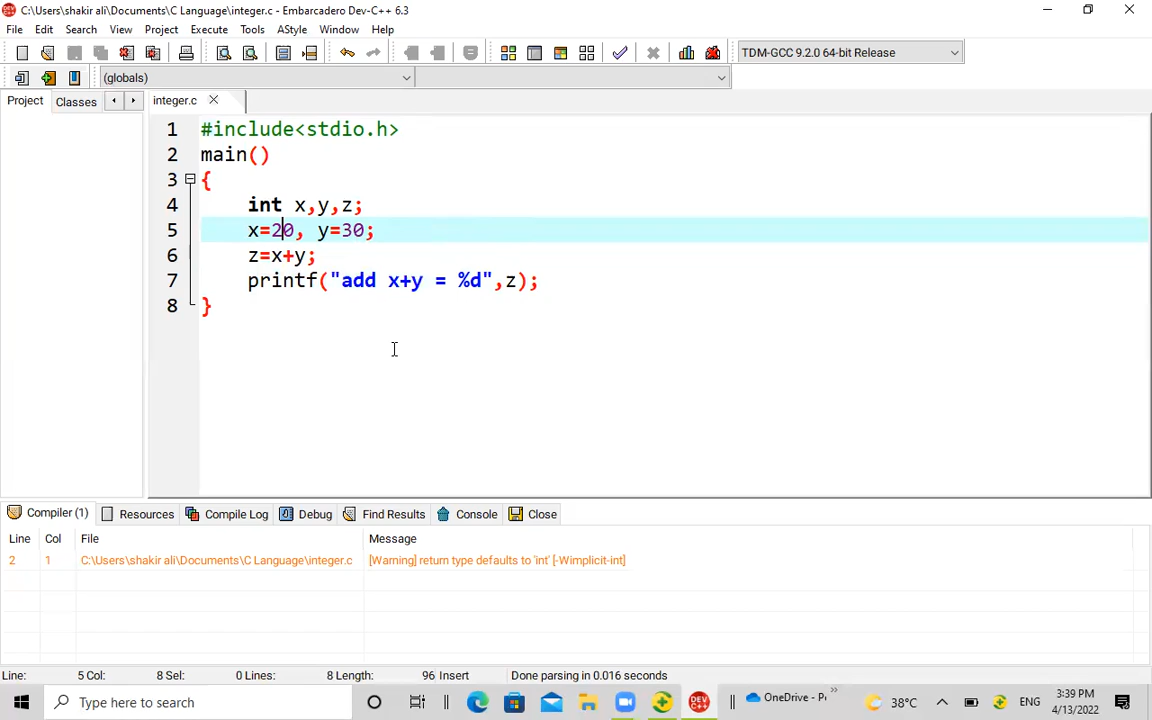 C:\Users\shakir ali\Documents\C Language\integer.c - Embarcadero Dev-C++ 6.3
File Edit Search View Project Execute Tools AStyle Window Help
TDM-GCC 9.2.0 64-bit Release
(globals)
Project Classes integer.c
1 #include<stdio.h>
2 main()
3 {
4 int x,y,z;
5 x=20, y=30;
6 z=x+y;
7 printf("add x+y = %d",z);
8 }
Compiler (1) Resources Compile Log Debug Find Results Console Close
Line Col File Message
2 1 C:\Users\shakir ali\Documents\C Language\integer.c [Warning] return type defaults to 'int' [-Wimplicit-int]
Line: 5 Col: 8 Sel: 0 Lines: 8 Length: 96 Insert Done parsing in 0.016 seconds
Type here to search OneDrive - Pe 38°C ENG 3:39 PM
4/13/2022